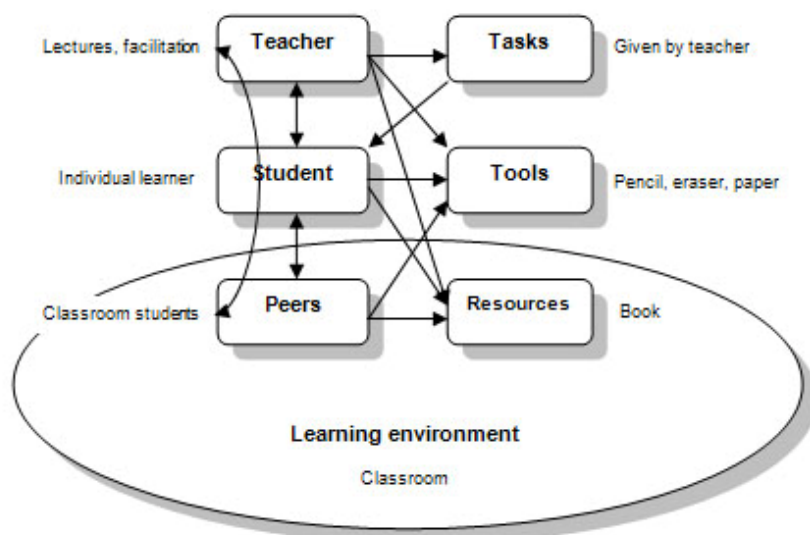 Lectures, facilitation
Teacher
Tasks
Given by teacher
Individual learner
Student
Tools
Pencil, eraser, paper
Classroom students
Peers
Resources
Book
Learning environment
Classroom